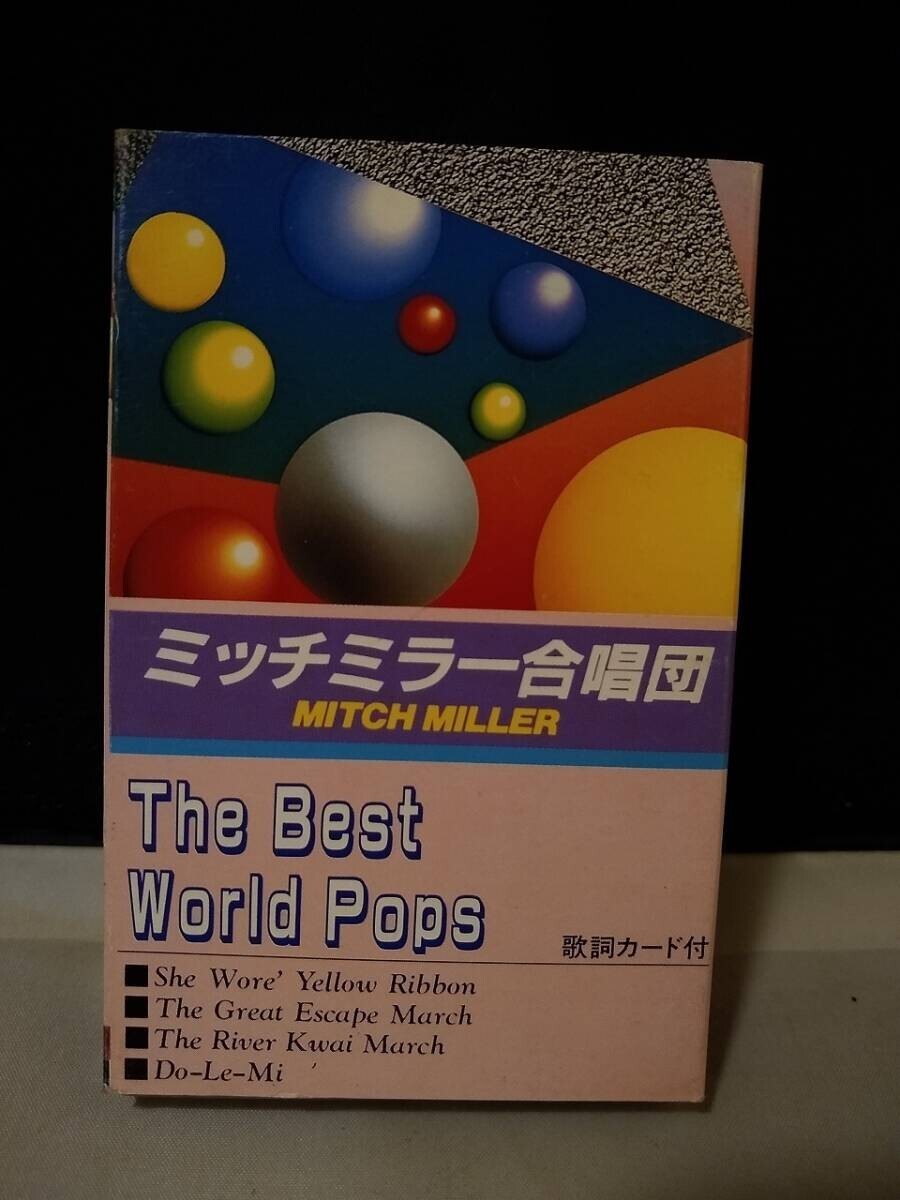 ミッチミラー合唱団
MITCH MILLER
The Best
World Pops
歌詞カード付
■ She Wore' Yellow Ribbon
■ The Great Escape March
■ The River Kwai March
■ Do-Le-Mi